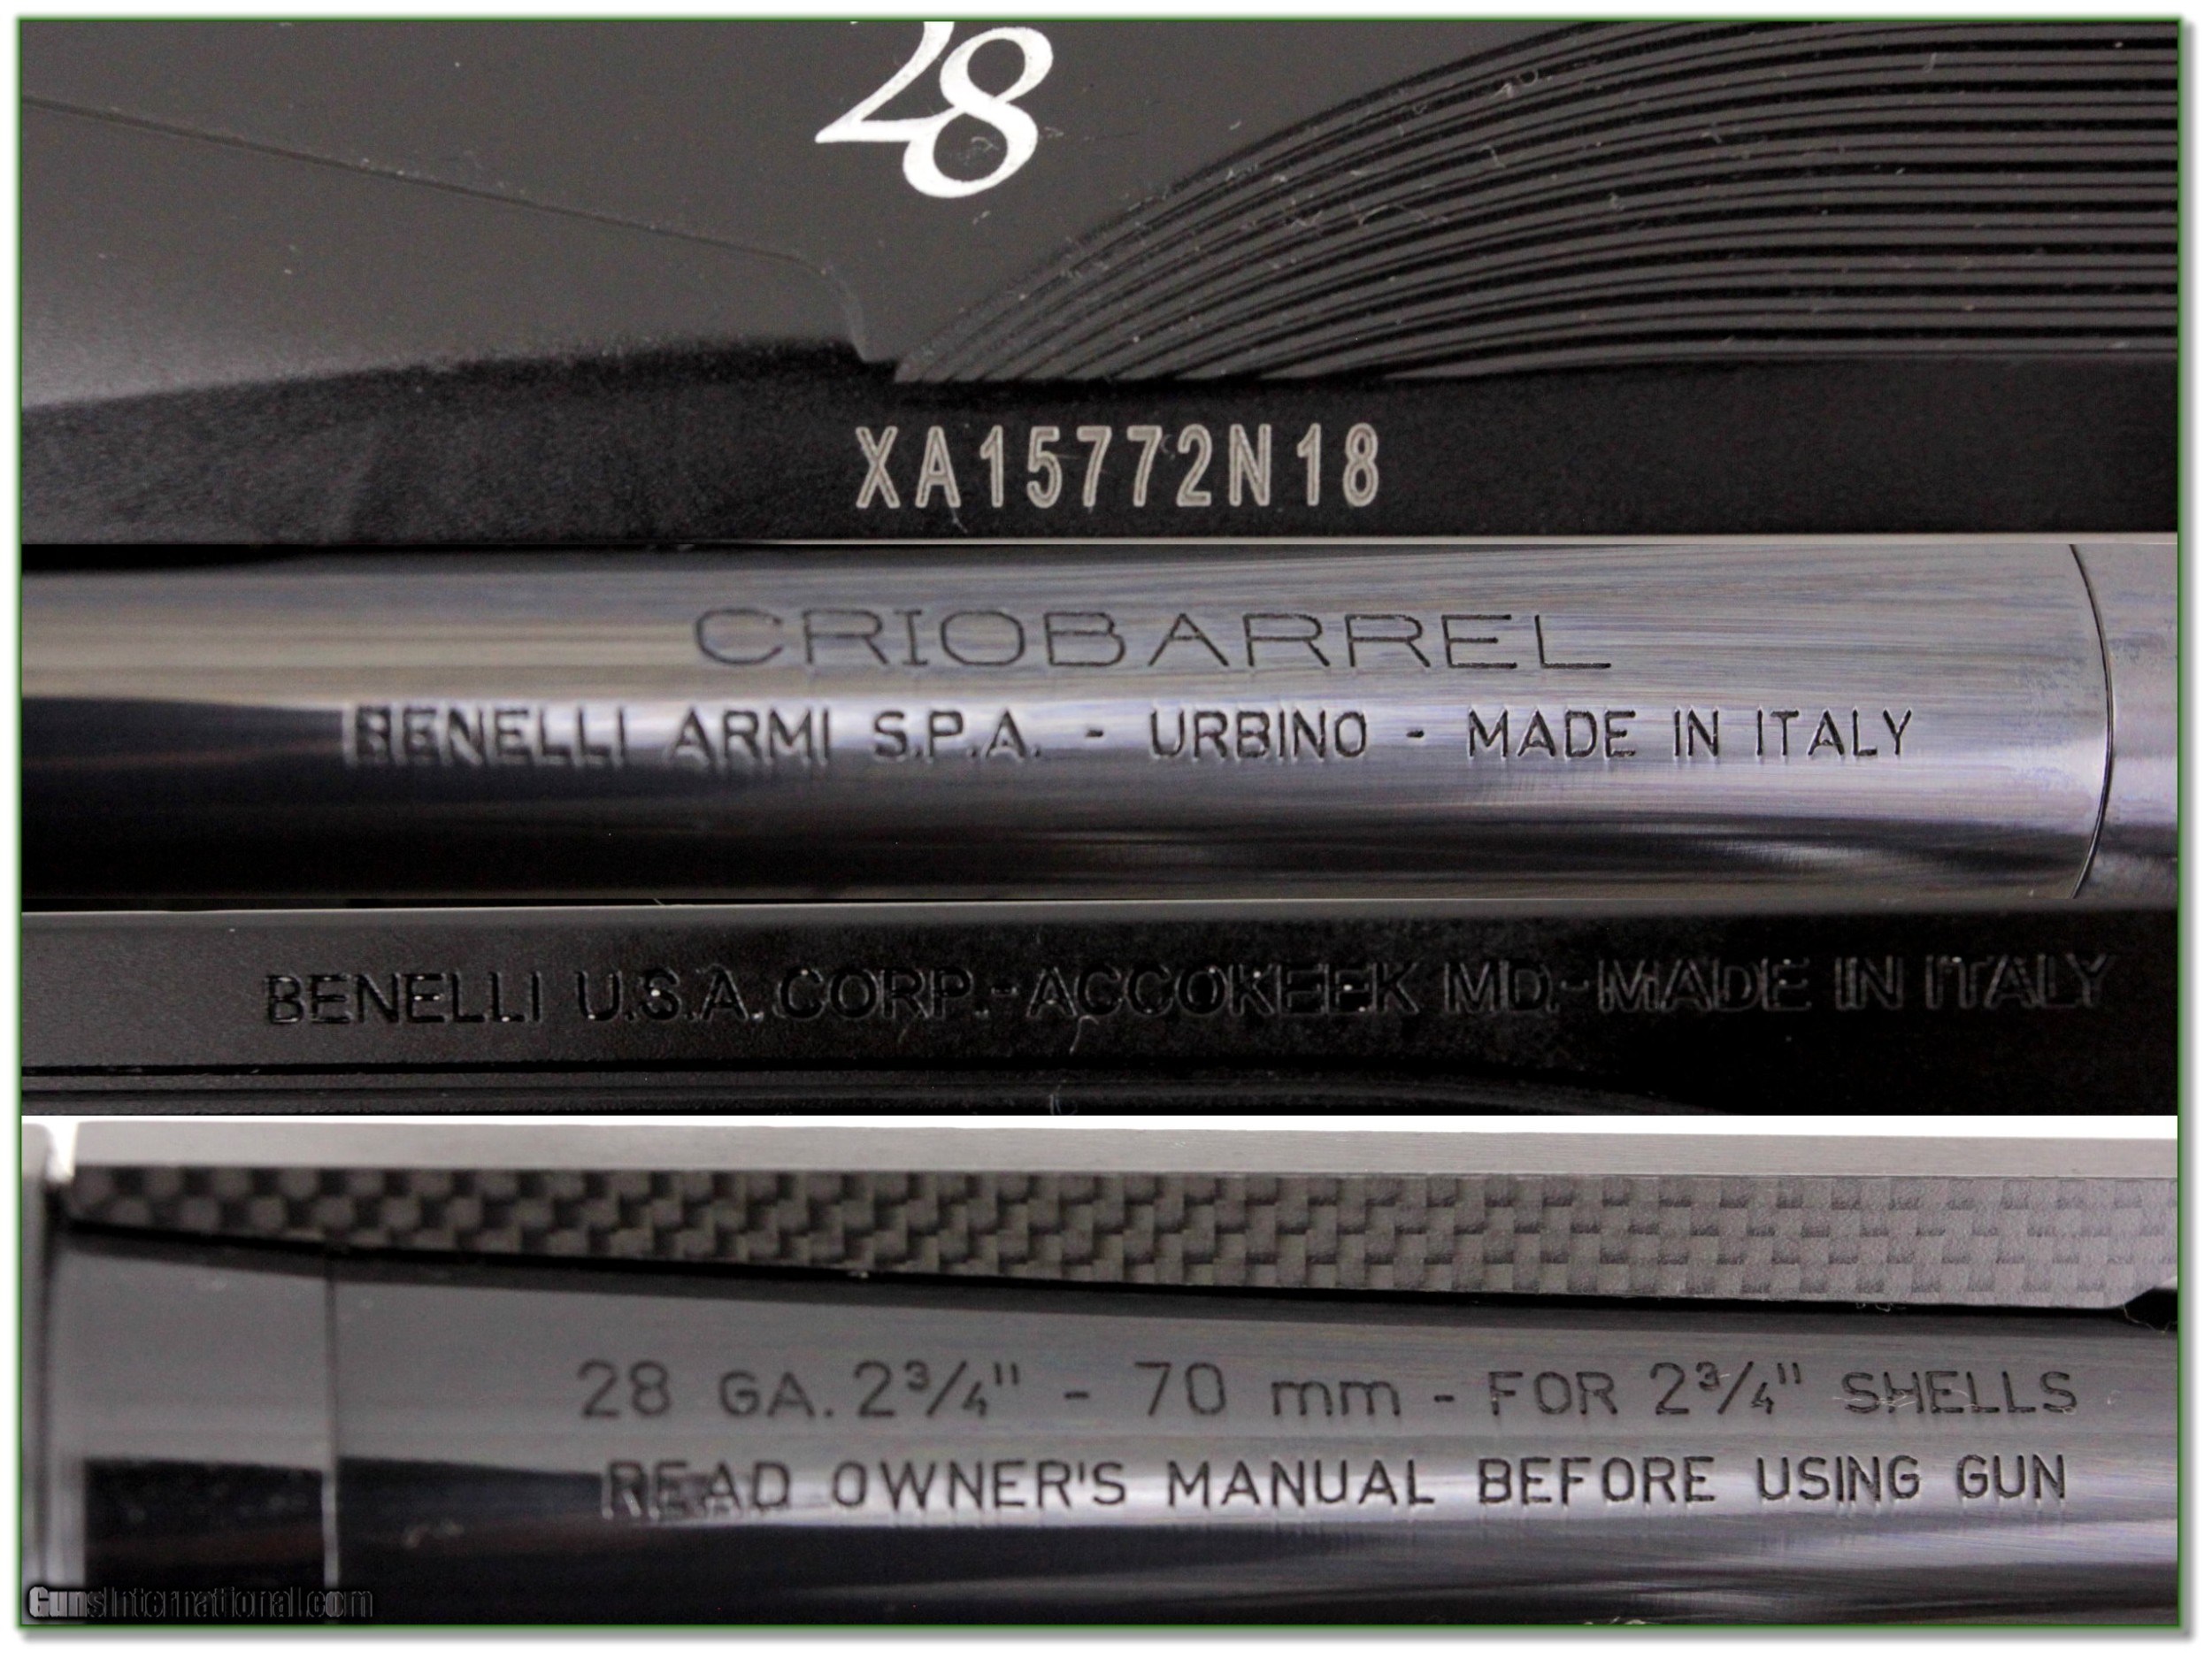 28
XA15772N18
CRIOBARREL
BENELLI ARMI S.P.A. - URBINO - MADE IN ITALY
BENELLI U.S.A. CORP.-ACCOKEEK MD.-MADE IN ITALY
28 GA. 2¾" - 70 mm - FOR 2¾" SHELLS
READ OWNER'S MANUAL BEFORE USING GUN
GunsInternational.com